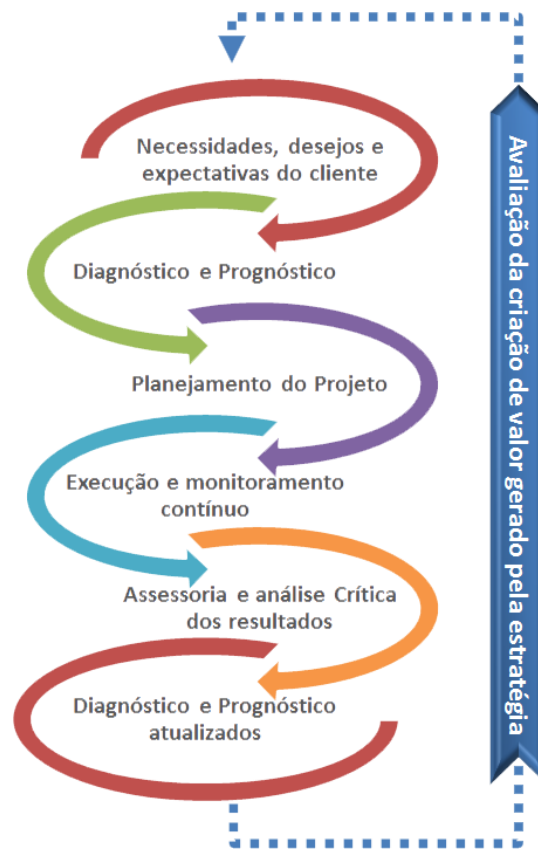 Necessidades, desejos e
expectativas do cliente
Diagnóstico e Prognóstico
Planejamento do Projeto
Execução e monitoramento
contínuo
Assessoria e análise Crítica
dos resultados
Diagnóstico e Prognóstico
atualizados
Avaliação da criação de valor gerado pela estratégia